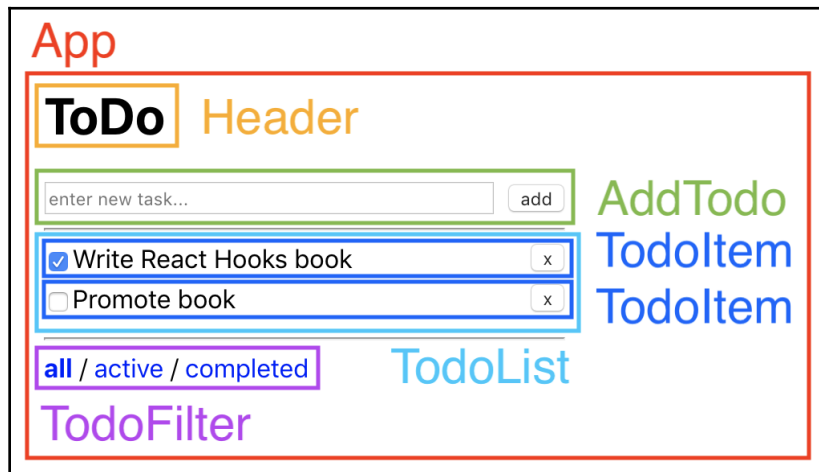 App
ToDo Header
enter new task... add AddTodo
Write React Hooks book x TodoItem
Promote book x TodoItem
all / active / completed TodoList
TodoFilter